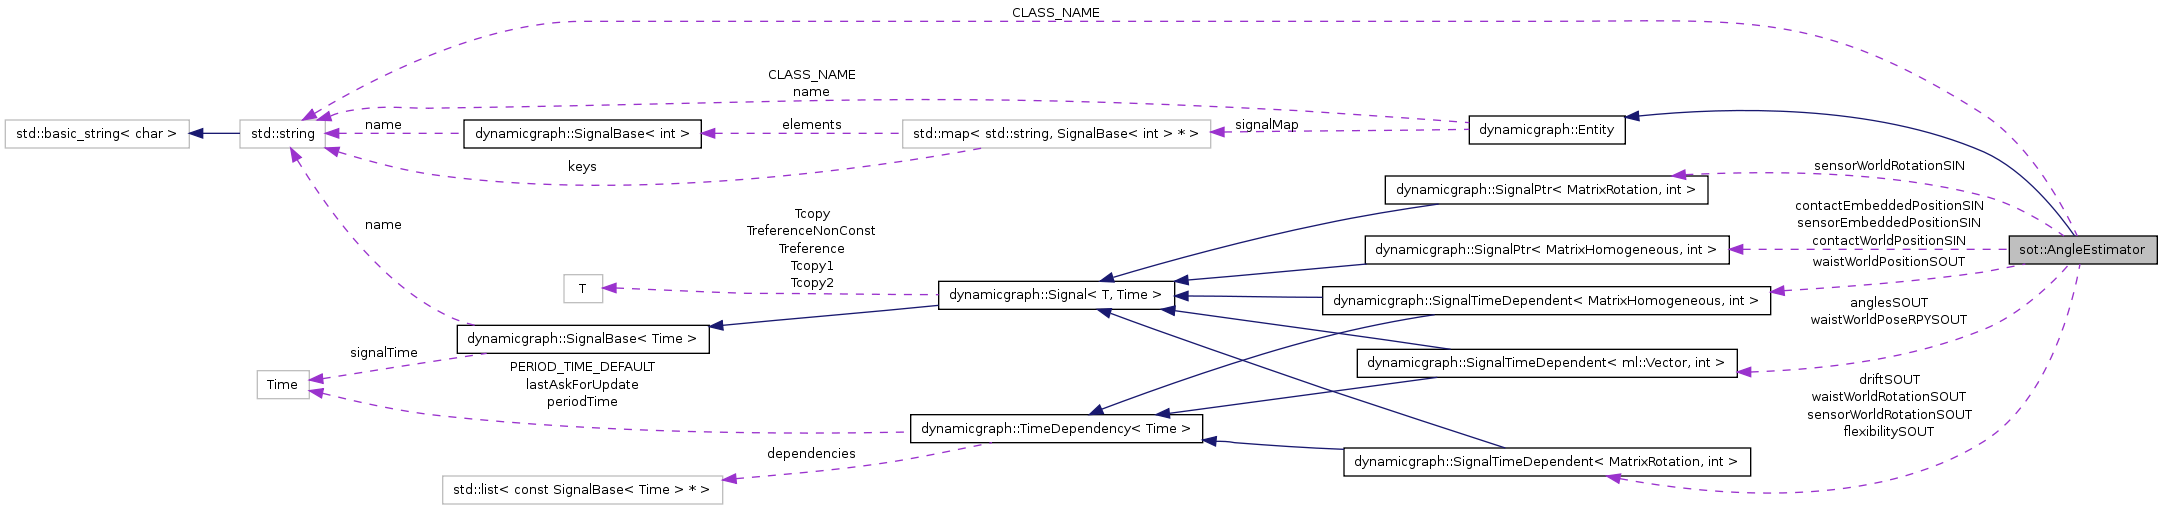 CLASS_NAME
CLASS_NAME
name
std::basic_string< char >
std::string
name
dynamicgraph::SignalBase< int >
elements
std::map< std::string, SignalBase< int > * >
signalMap
dynamicgraph::Entity
keys
sensorWorldRotationSIN
dynamicgraph::SignalPtr< MatrixRotation, int >
name
Tcopy
TreferenceNonConst
Treference
Tcopy1
Tcopy2
contactEmbeddedPositionSIN
sensorEmbeddedPositionSIN
contactWorldPositionSIN
dynamicgraph::SignalPtr< MatrixHomogeneous, int >
sot::AngleEstimator
waistWorldPositionSOUT
T
dynamicgraph::Signal< T, Time >
dynamicgraph::SignalTimeDependent< MatrixHomogeneous, int >
anglesSOUT
waistWorldPoseRPYSOUT
dynamicgraph::SignalBase< Time >
signalTime
dynamicgraph::SignalTimeDependent< ml::Vector, int >
Time
PERIOD_TIME_DEFAULT
lastAskForUpdate
periodTime
driftSOUT
waistWorldRotationSOUT
sensorWorldRotationSOUT
flexibilitySOUT
dynamicgraph::TimeDependency< Time >
dependencies
dynamicgraph::SignalTimeDependent< MatrixRotation, int >
std::list< const SignalBase< Time > * >